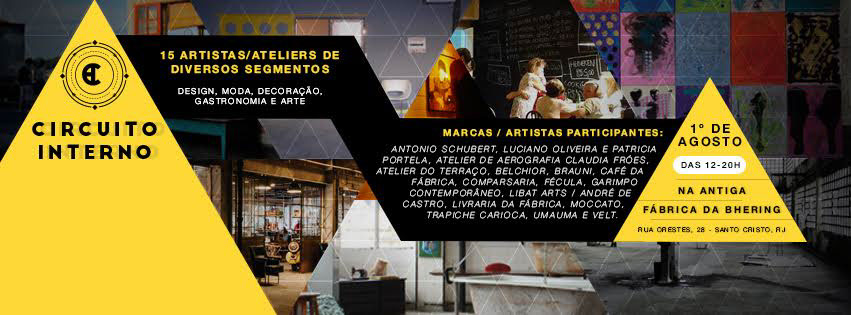 CIRCUITO
INTERNO
15 ARTISTAS/ATELIERS DE
DIVERSOS SEGMENTOS
DESIGN, MODA, DECORAÇÃO,
GASTRONOMIA E ARTE
MARCAS / ARTISTAS PARTICIPANTES:
ANTONIO SCHUBERT, LUCIANO OLIVEIRA E PATRICIA
PORTELA, ATELIER DE AEROGRAFIA CLAUDIA FRÓES,
ATELIER DO TERRAÇO, BELCHIOR, BRAUNI, CAFÉ DA
FÁBRICA, COMPARSARIA, FÉCULA, GARIMPO
CONTEMPORÂNEO, LIBAT ARTS / ANDRÉ DE
CASTRO, LIVRARIA DA FÁBRICA, MOCCATO,
TRAPICHE CARIOCA, UMAUMA E VELT.
1º DE
AGOSTO
DAS 12-20H
NA ANTIGA
FÁBRICA DA BHERING
RUA ORESTES, 28 - SANTO CRISTO, RJ